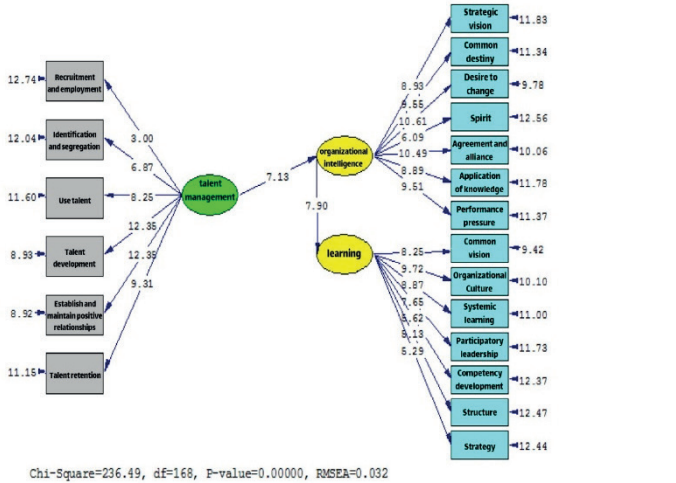 Strategic
vision
11.83
Common
destiny
11.34
Desire to
change
9.78
Spirit
12.56
Agreement and
alliance
10.06
Application
of knowledge
11.78
Performance
pressure
11.37
Common
vision
9.42
Organizational
Culture
10.10
Systemic
learning
11.00
Participatory
leadership
11.73
Competency
development
12.37
Structure
12.47
Strategy
12.44
8.93
9.55
10.61
6.09
10.49
8.89
9.51
organizational
intelligence
7.13
7.90
learning
8.25
9.72
8.87
7.65
5.13
5.29
talent
management
12.74
Recruitment
and employment
3.00
12.04
Identification
and segregation
6.87
11.60
Use talent
8.25
8.93
Talent
development
12.35
8.92
Establish and
maintain positive
relationships
12.35
11.15
Talent retention
9.31
Chi-Square=236.49, df=168, P-value=0.00000, RMSEA=0.032